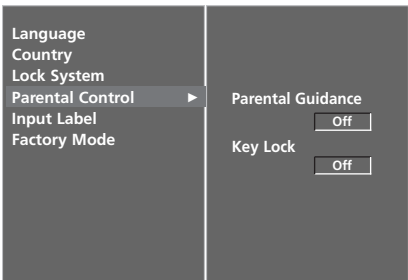 Language
Country
Lock System
Parental Control ►
Input Label
Factory Mode
Parental Guidance
Off
Key Lock
Off